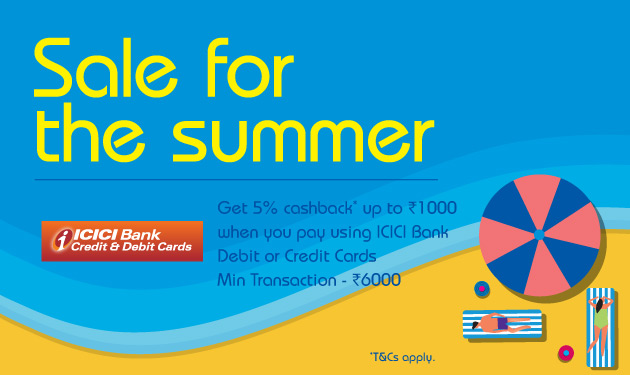 Sale for
the summer
ICICI Bank
Credit & Debit Cards
Get 5% cashback* up to ₹1000
when you pay using ICICI Bank
Debit or Credit Cards
Min Transaction - ₹6000
*T&Cs apply.